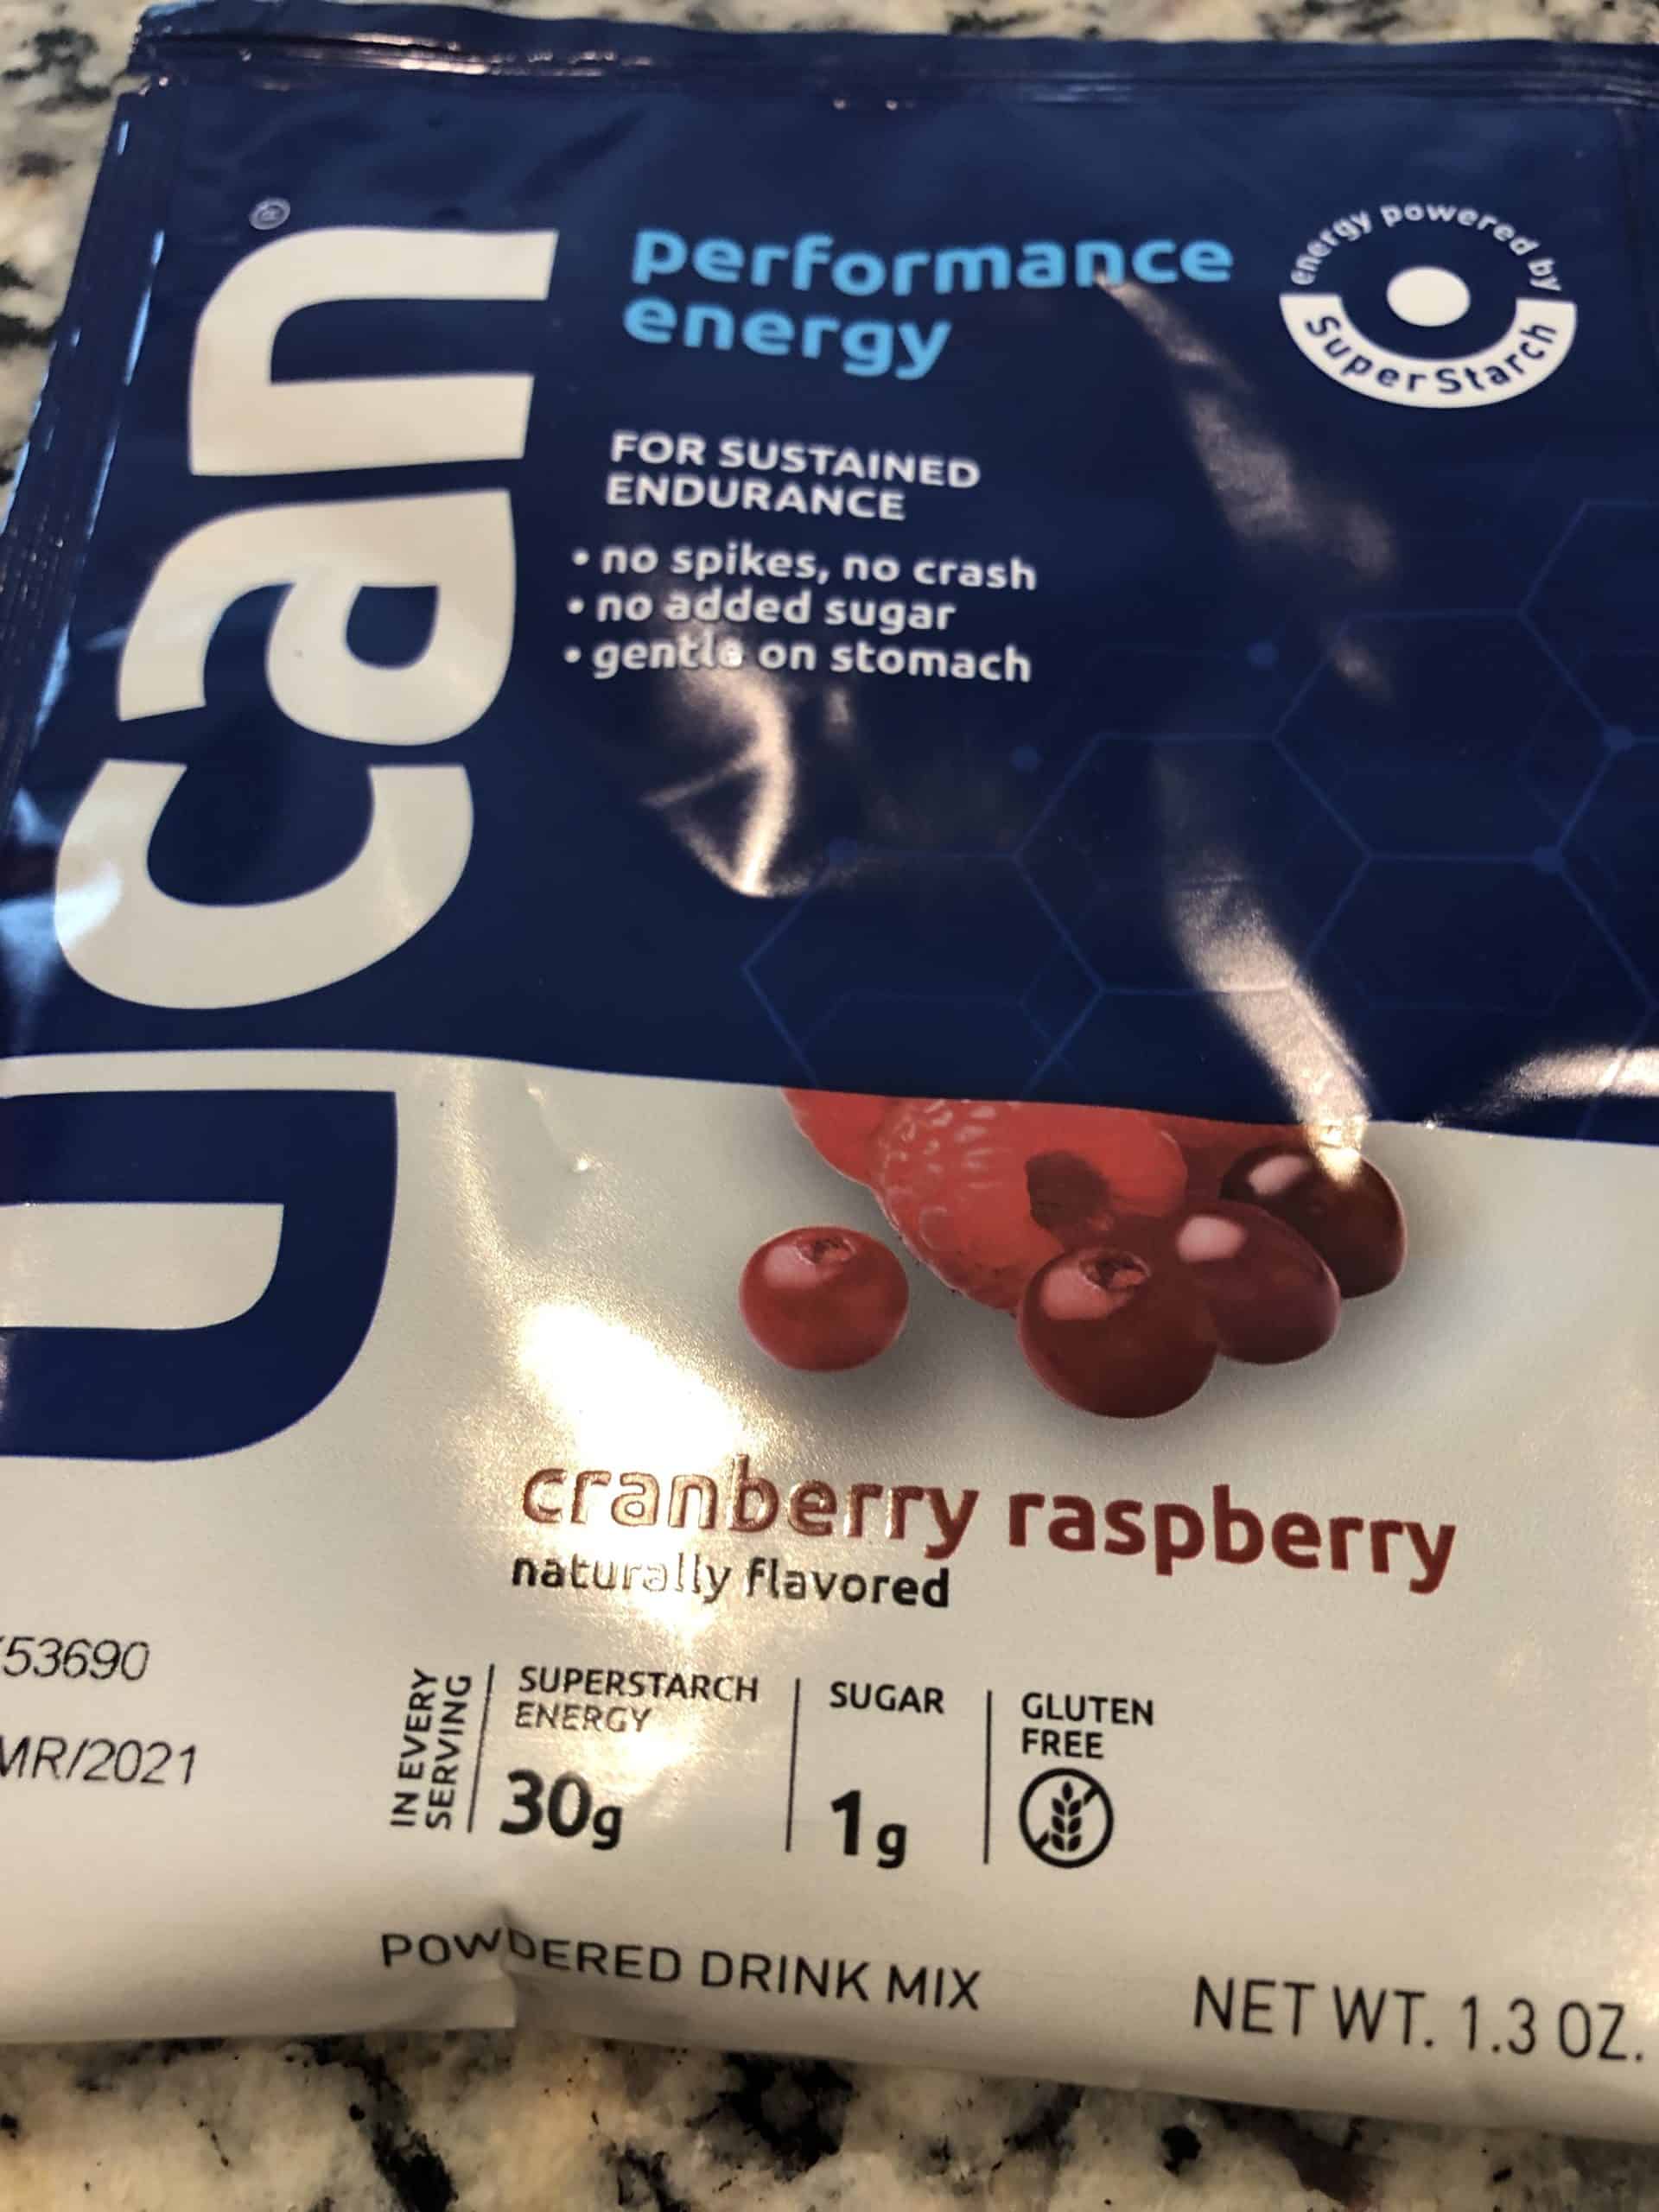 ucan®
performance
energy
energy powered by
SuperStarch
FOR SUSTAINED
ENDURANCE
• no spikes, no crash
• no added sugar
• gentle on stomach
cranberry raspberry
naturally flavored
53690
MR/2021
IN EVERY
SERVING
SUPERSTARCH
ENERGY
30g
SUGAR
1g
GLUTEN
FREE
POWDERED DRINK MIX
NET WT. 1.3 OZ.